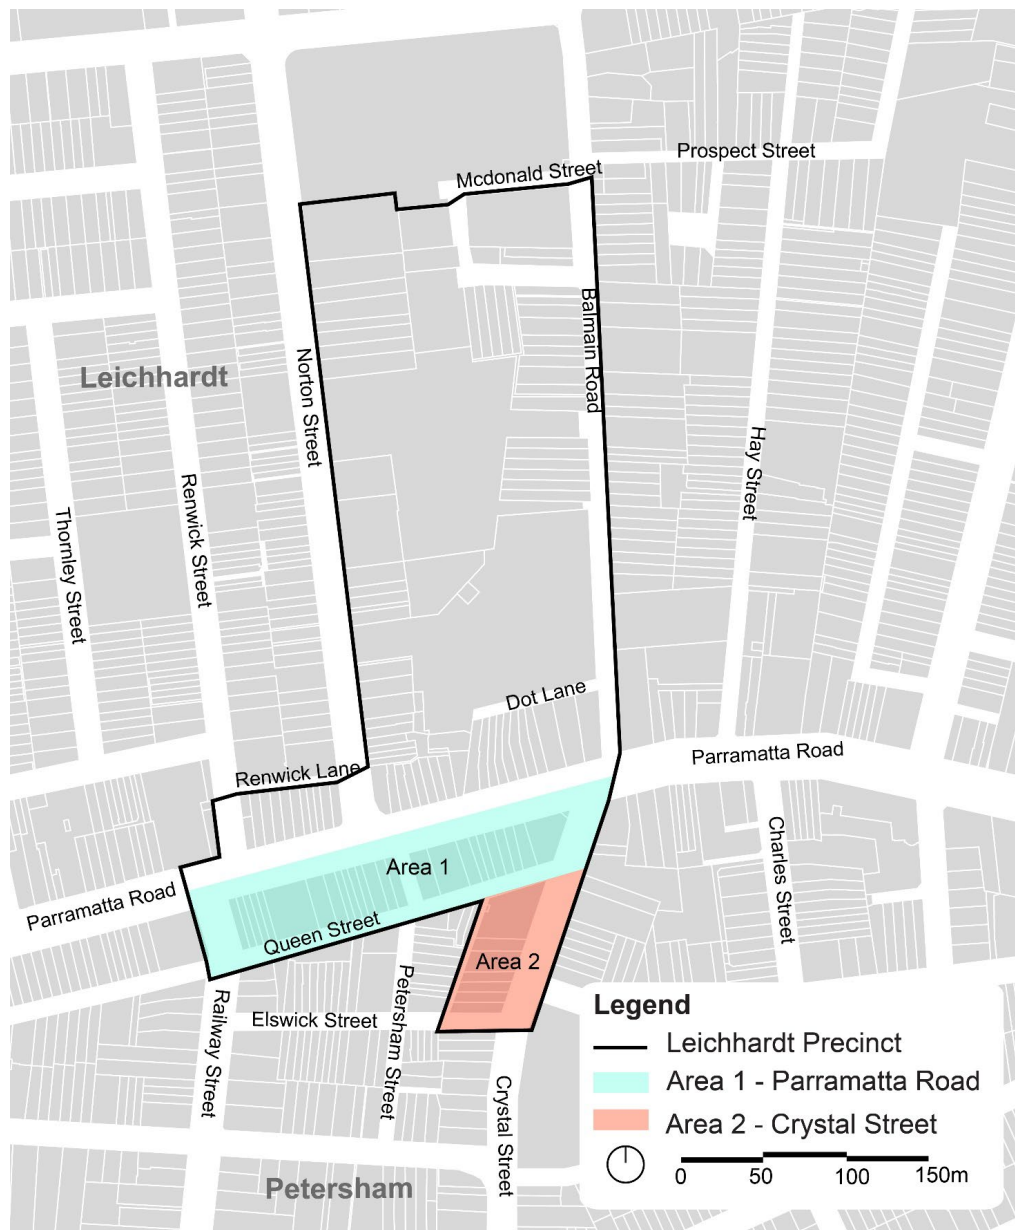 Prospect Street
Mcdonald Street
Balmain Road
Leichhardt
Norton Street
Hay Street
Renwick Street
Thornley Street
Dot Lane
Parramatta Road
Renwick Lane
Charles Street
Area 1
Parramatta Road
Queen Street
Area 2
Petersham Street
Railway Street
Elswick Street
Crystal Street
Petersham
Legend
Leichhardt Precinct
Area 1 - Parramatta Road
Area 2 - Crystal Street
0 50 100 150m